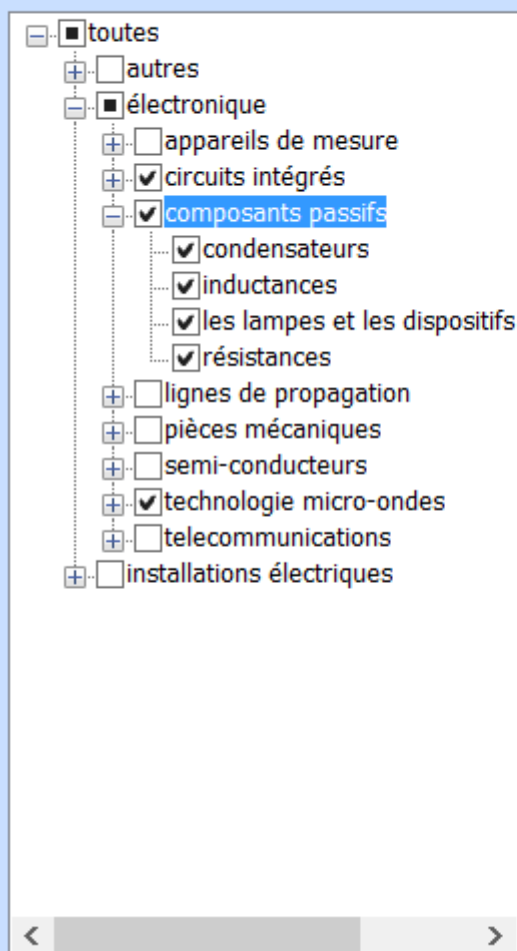 toutes
autres
électronique
appareils de mesure
circuits intégrés
composants passifs
condensateurs
inductances
les lampes et les dispositifs
résistances
lignes de propagation
pièces mécaniques
semi-conducteurs
technologie micro-ondes
telecommunications
installations électriques